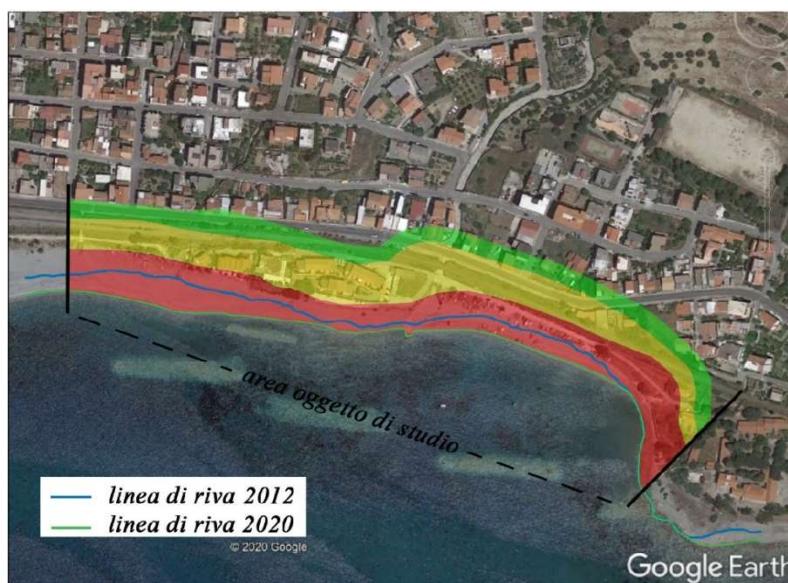 area oggetto di studio
linea di riva 2012
linea di riva 2020
© 2020 Google
Google Earth